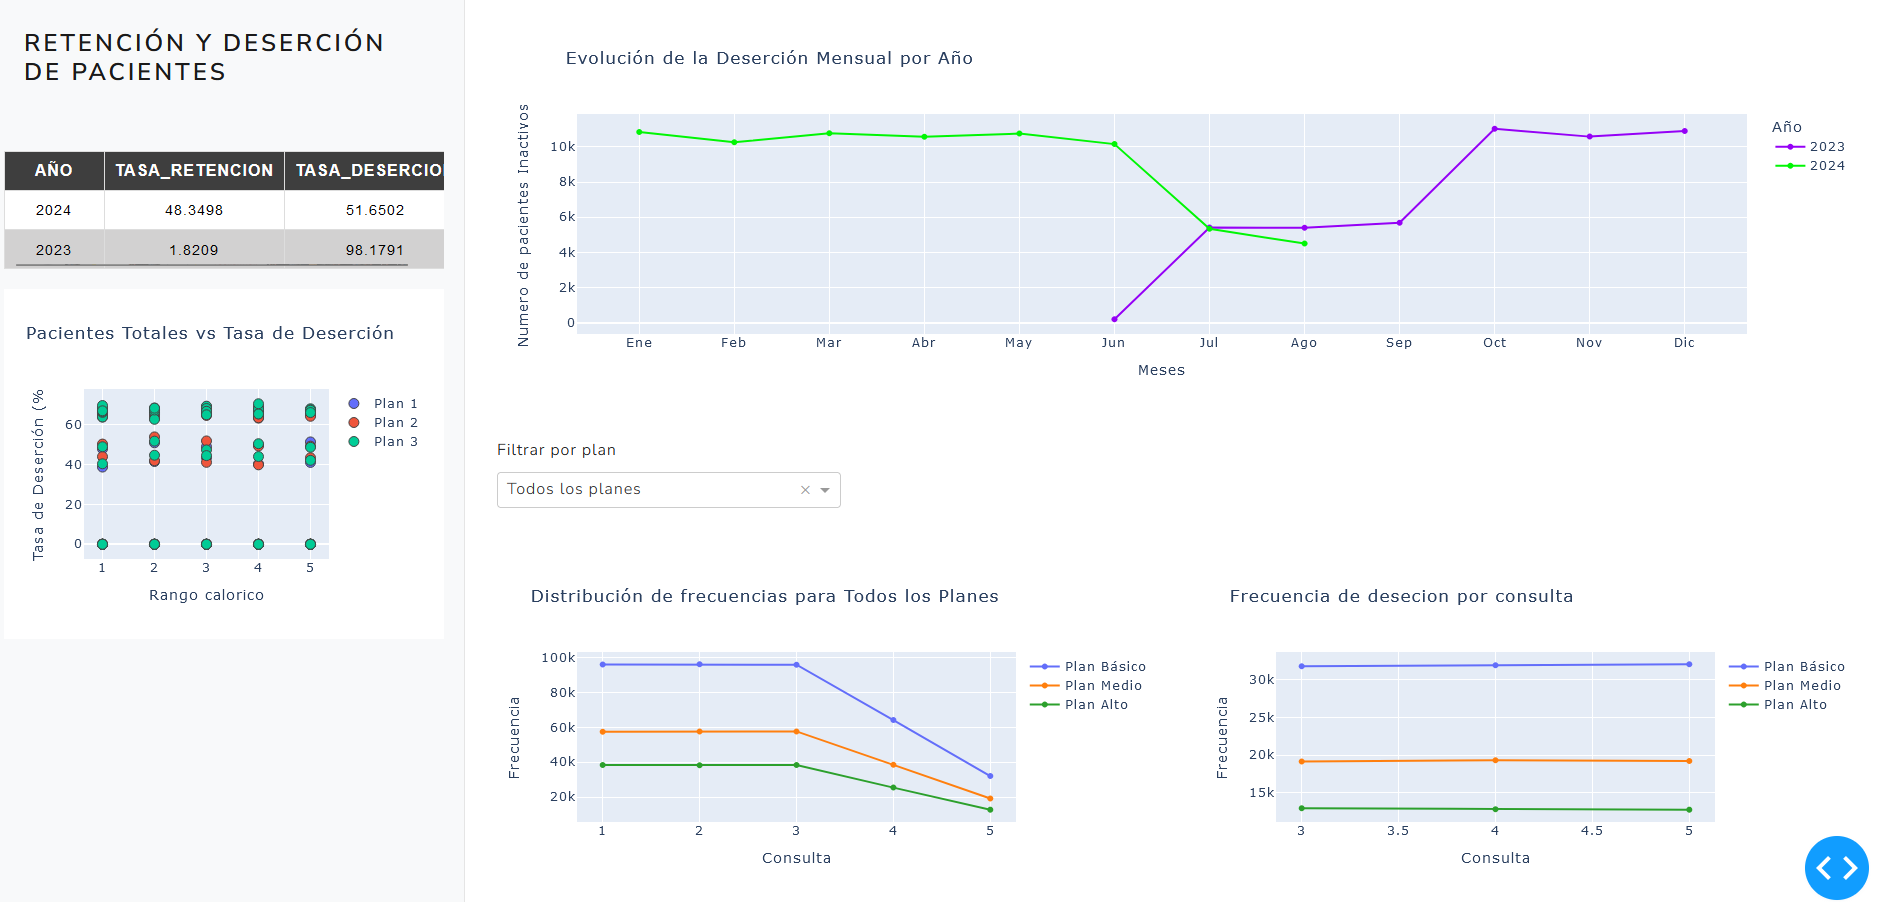 RETENCIÓN Y DESERCIÓN
DE PACIENTES
AÑO TASA_RETENCION TASA_DESERCIO
2024 48.3498 51.6502
2023 1.8209 98.1791
Pacientes Totales vs Tasa de Deserción
Tasa de Deserción (%
60
40
20
0
1 2 3 4 5
Rango calorico
Plan 1
Plan 2
Plan 3
Evolución de la Deserción Mensual por Año
Numero de pacientes Inactivos
10k
8k
6k
4k
2k
0
Ene Feb Mar Abr May Jun Jul Ago Sep Oct Nov Dic
Meses
Año
2023
2024
Filtrar por plan
Todos los planes ×
Distribución de frecuencias para Todos los Planes
Frecuencia
100k
80k
60k
40k
20k
1 2 3 4 5
Consulta
Plan Básico
Plan Medio
Plan Alto
Frecuencia de desecion por consulta
Frecuencia
30k
25k
20k
15k
3 3.5 4 4.5 5
Consulta
Plan Básico
Plan Medio
Plan Alto